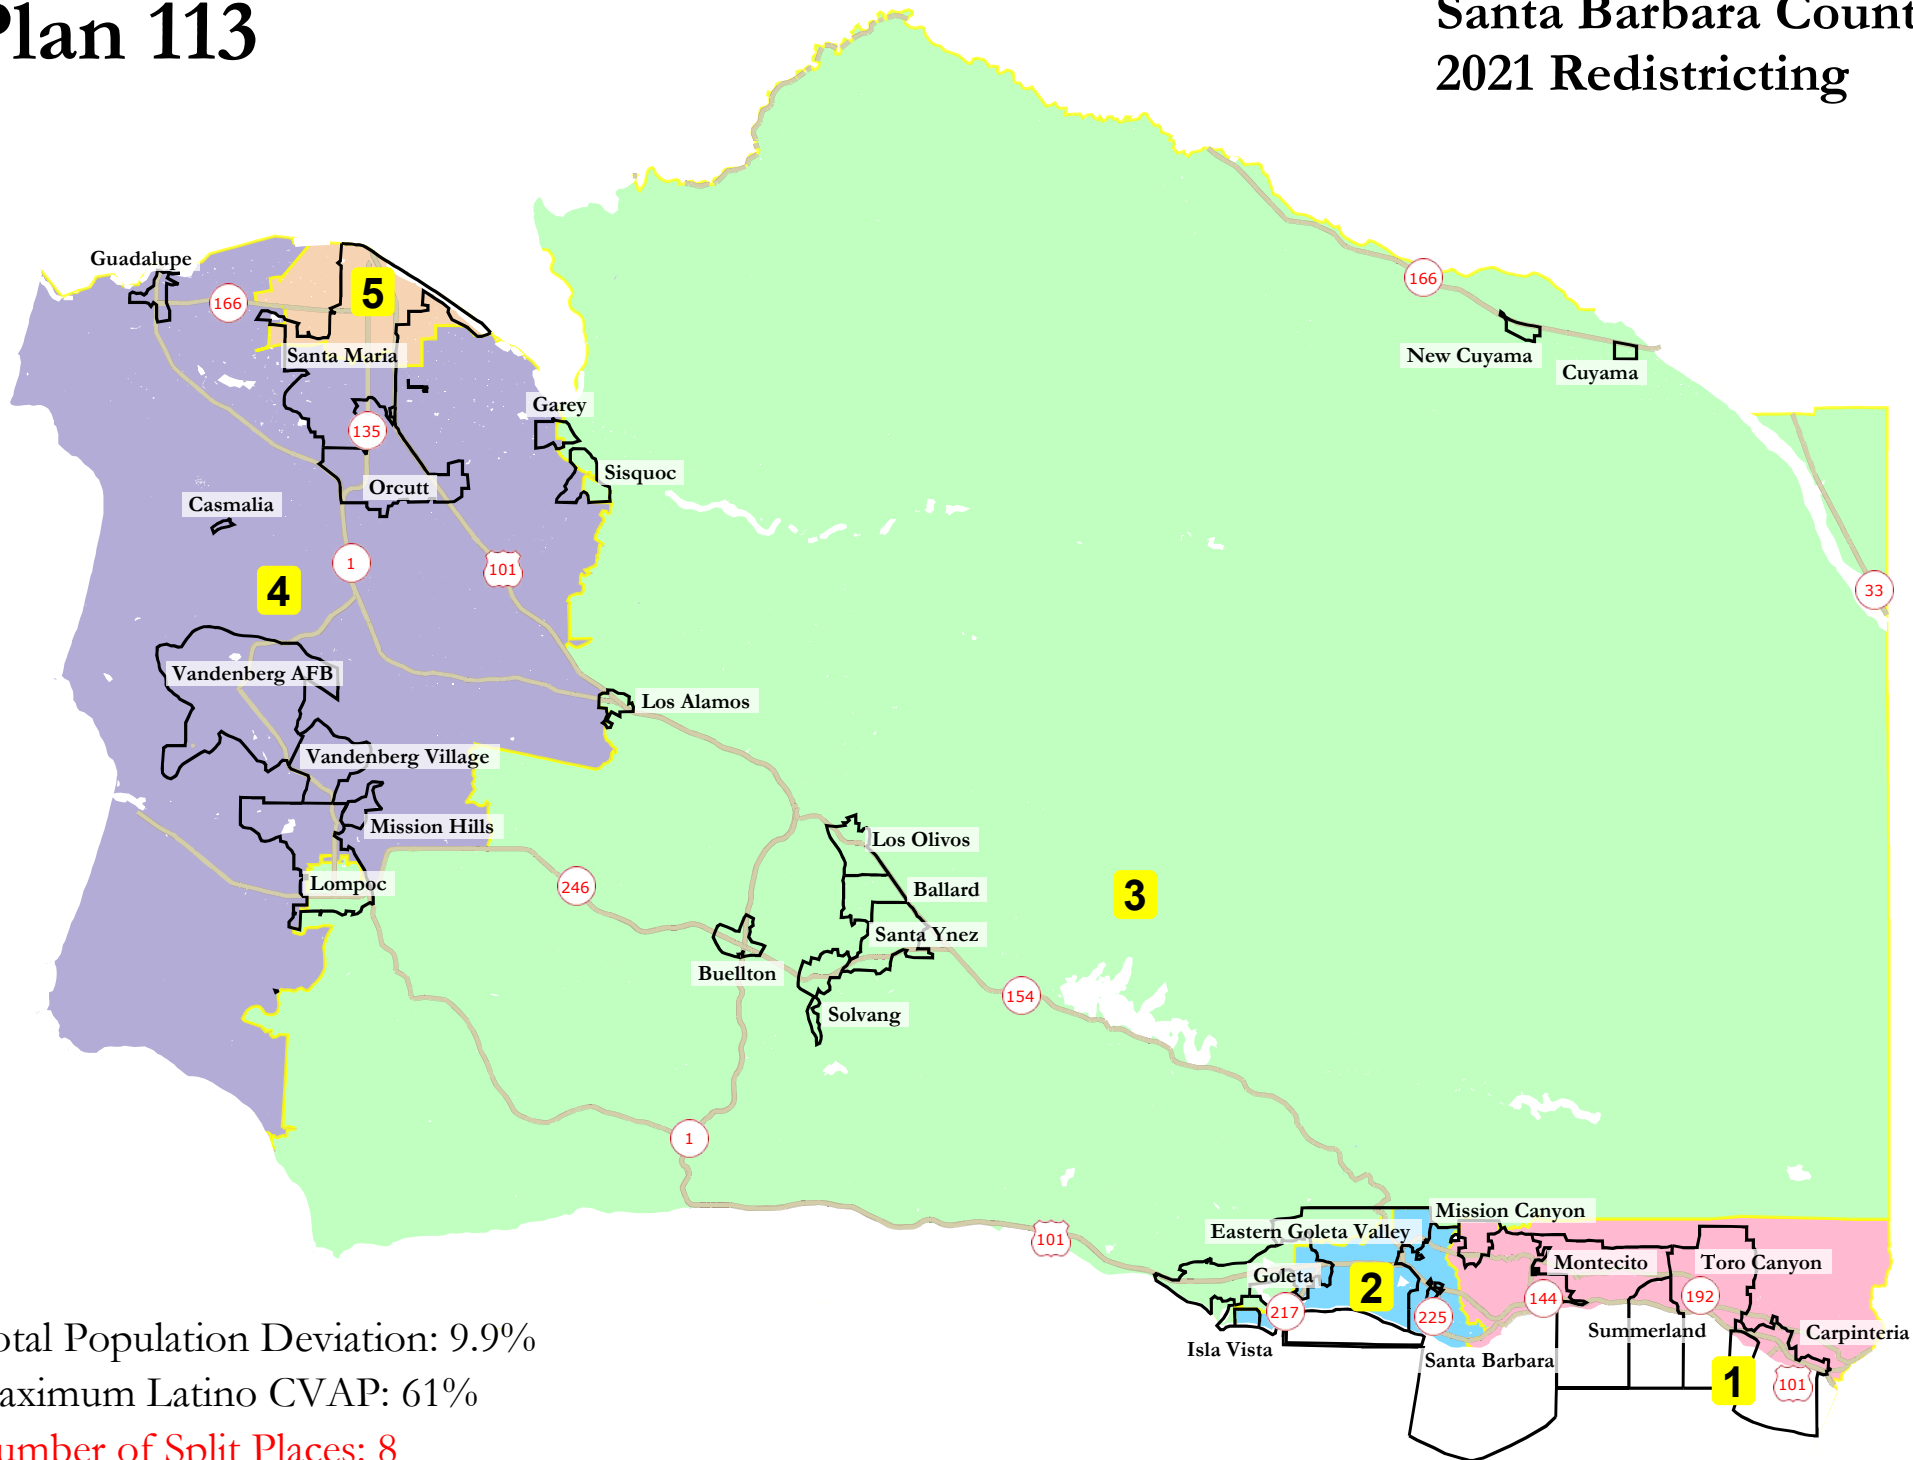 Plan 113
Santa Barbara Count
2021 Redistricting
Guadalupe
166
5
Santa Maria
166
New Cuyama
Cuyama
Garey
135
Sisquoc
Orcutt
Casmalia
1
101
4
33
Vandenberg AFB
Los Alamos
Vandenberg Village
Mission Hills
Los Olivos
Lompoc
246
Ballard
3
Santa Ynez
Buellton
154
Solvang
1
101
Mission Canyon
Eastern Goleta Valley
Goleta
2
Montecito
Toro Canyon
217
225
144
192
Isla Vista
Summerland
Carpinteria
Santa Barbara
1
101
otal Population Deviation: 9.9%
aximum Latino CVAP: 61%
umber of Split Places: 8